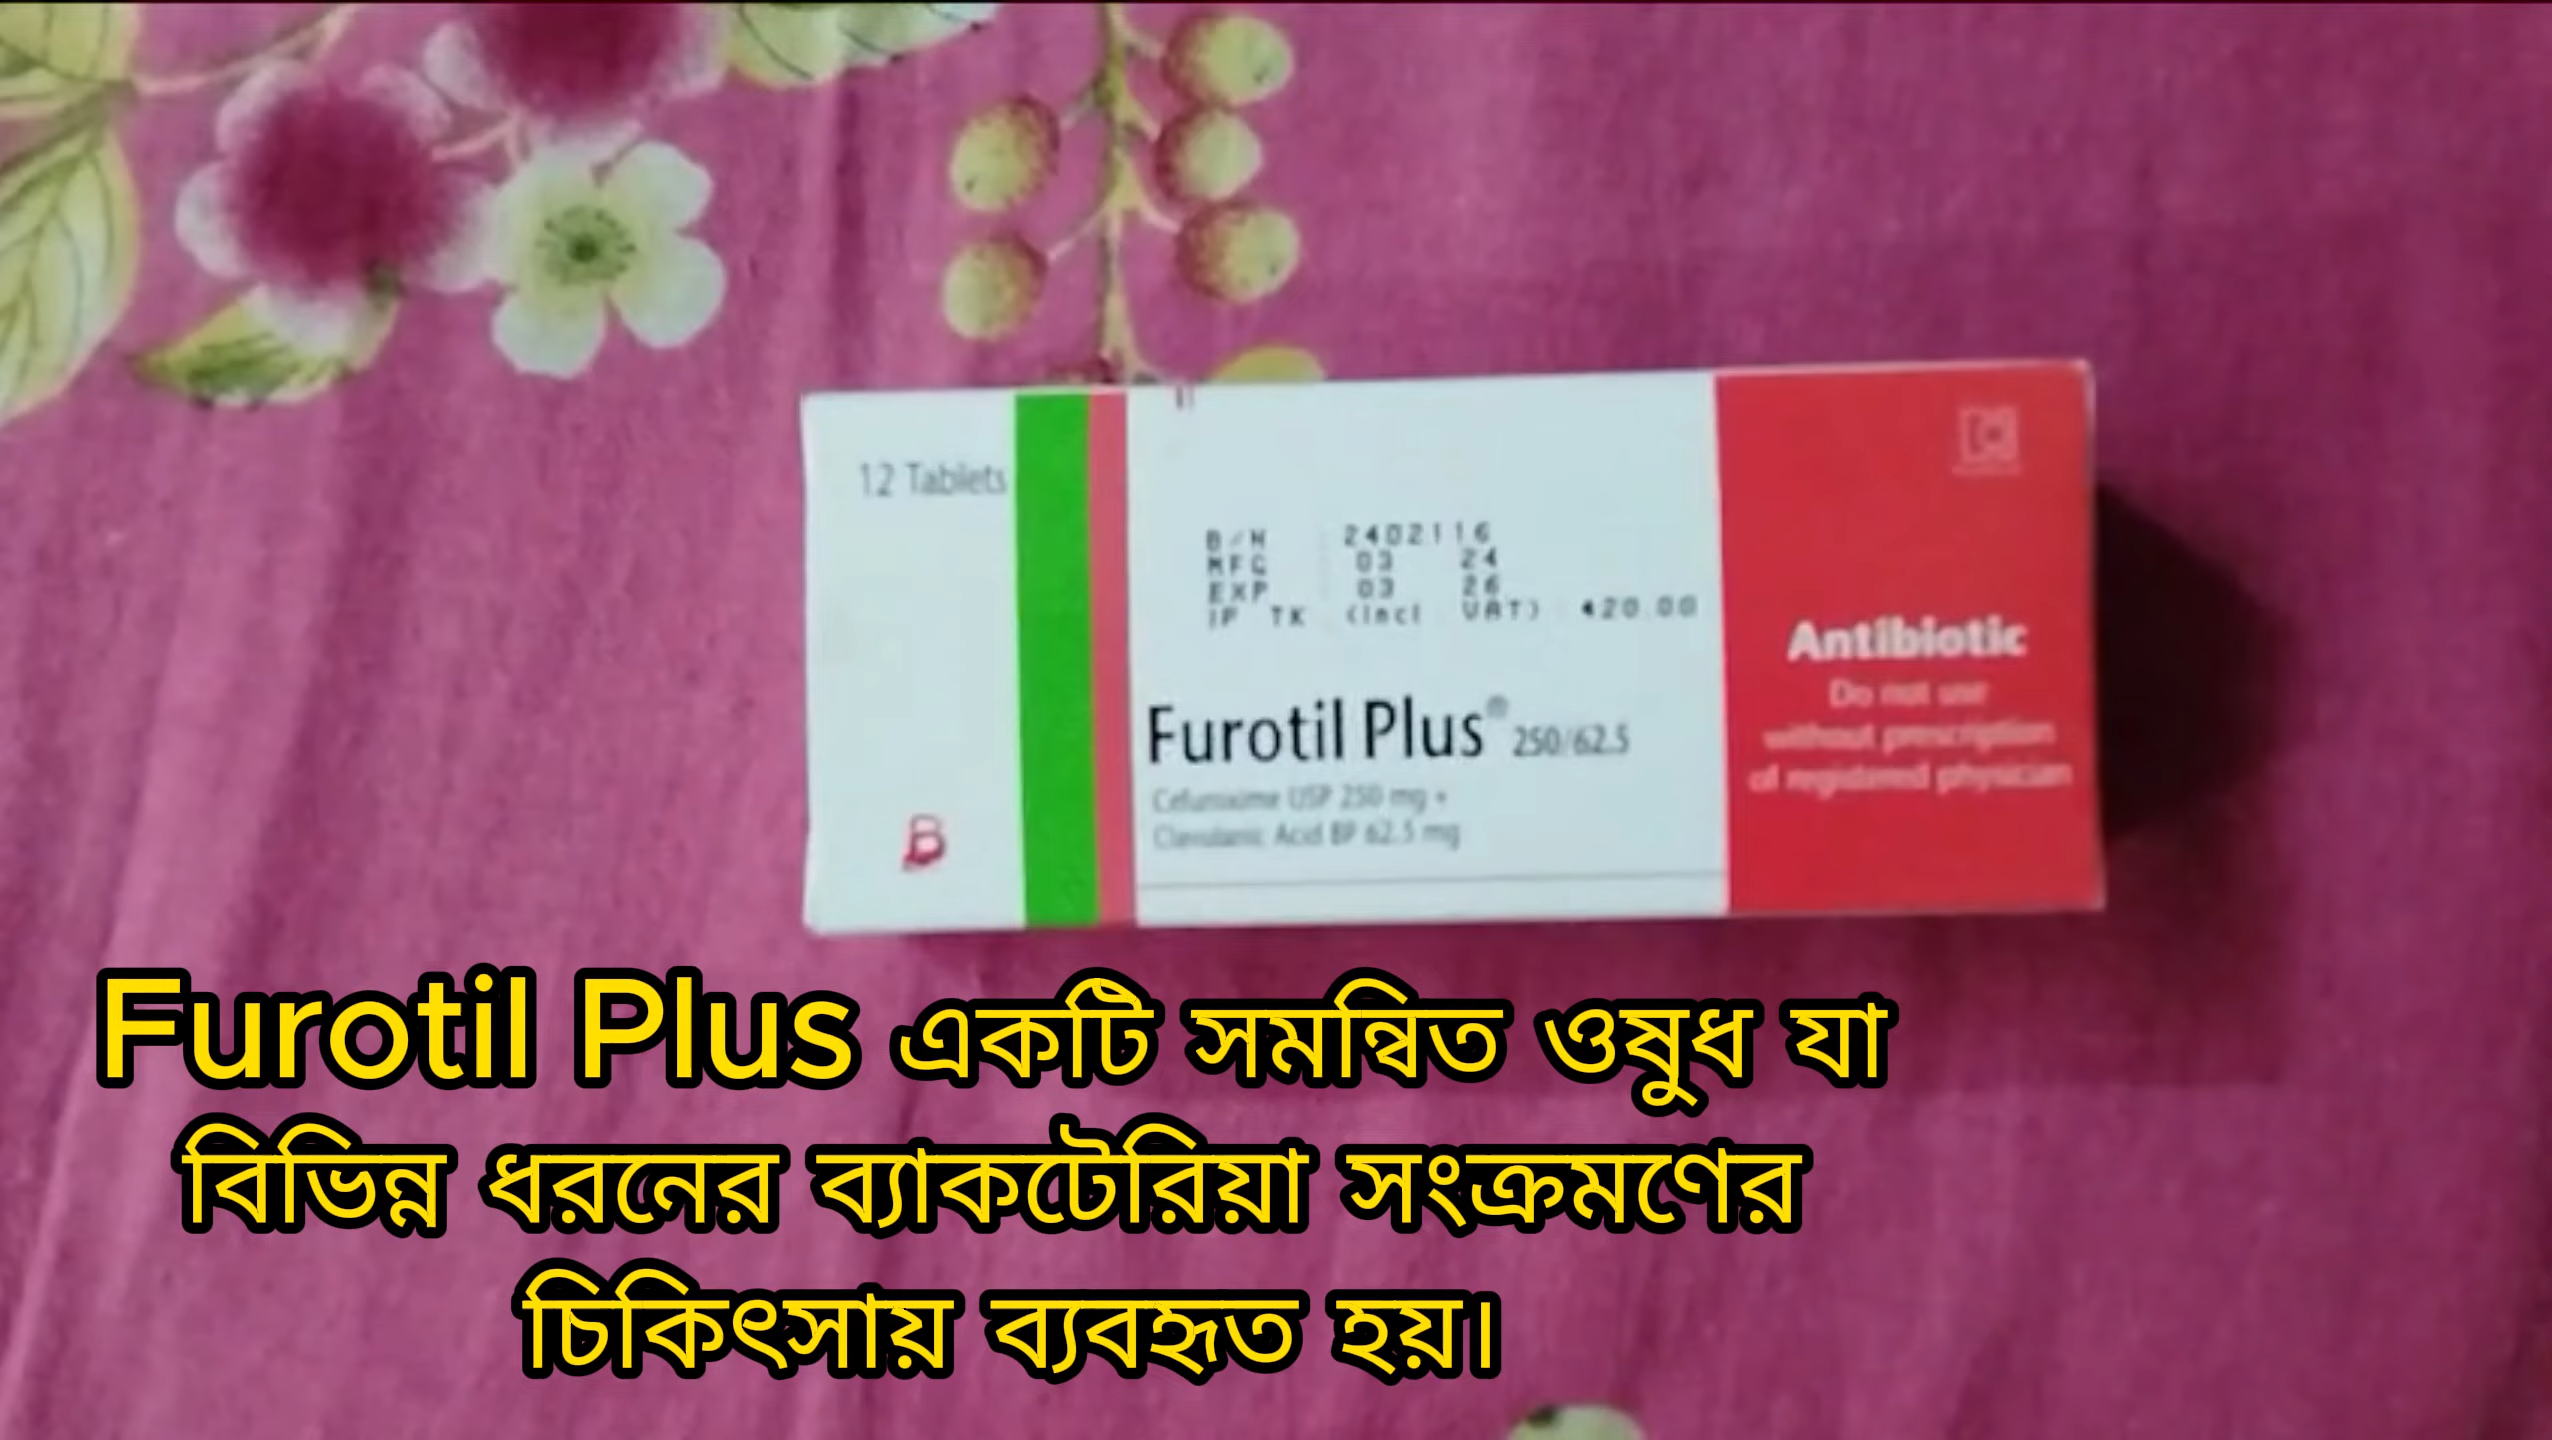 12 Tablets
B/N : 2402116
MFG : 03 24
EXP : 03 26
IP TK (Incl. VAT) : 420.00
Furotil Plus® 250/62.5
Cefuroxime USP 250 mg +
Clavulanic Acid BP 62.5 mg
Antibiotic
Do not use
without prescription
of registered physician
Furotil Plus একটি সমন্বিত ওষুধ যা
বিভিন্ন ধরনের ব্যাকটেরিয়া সংক্রমণের
চিকিৎসায় ব্যবহৃত হয়।